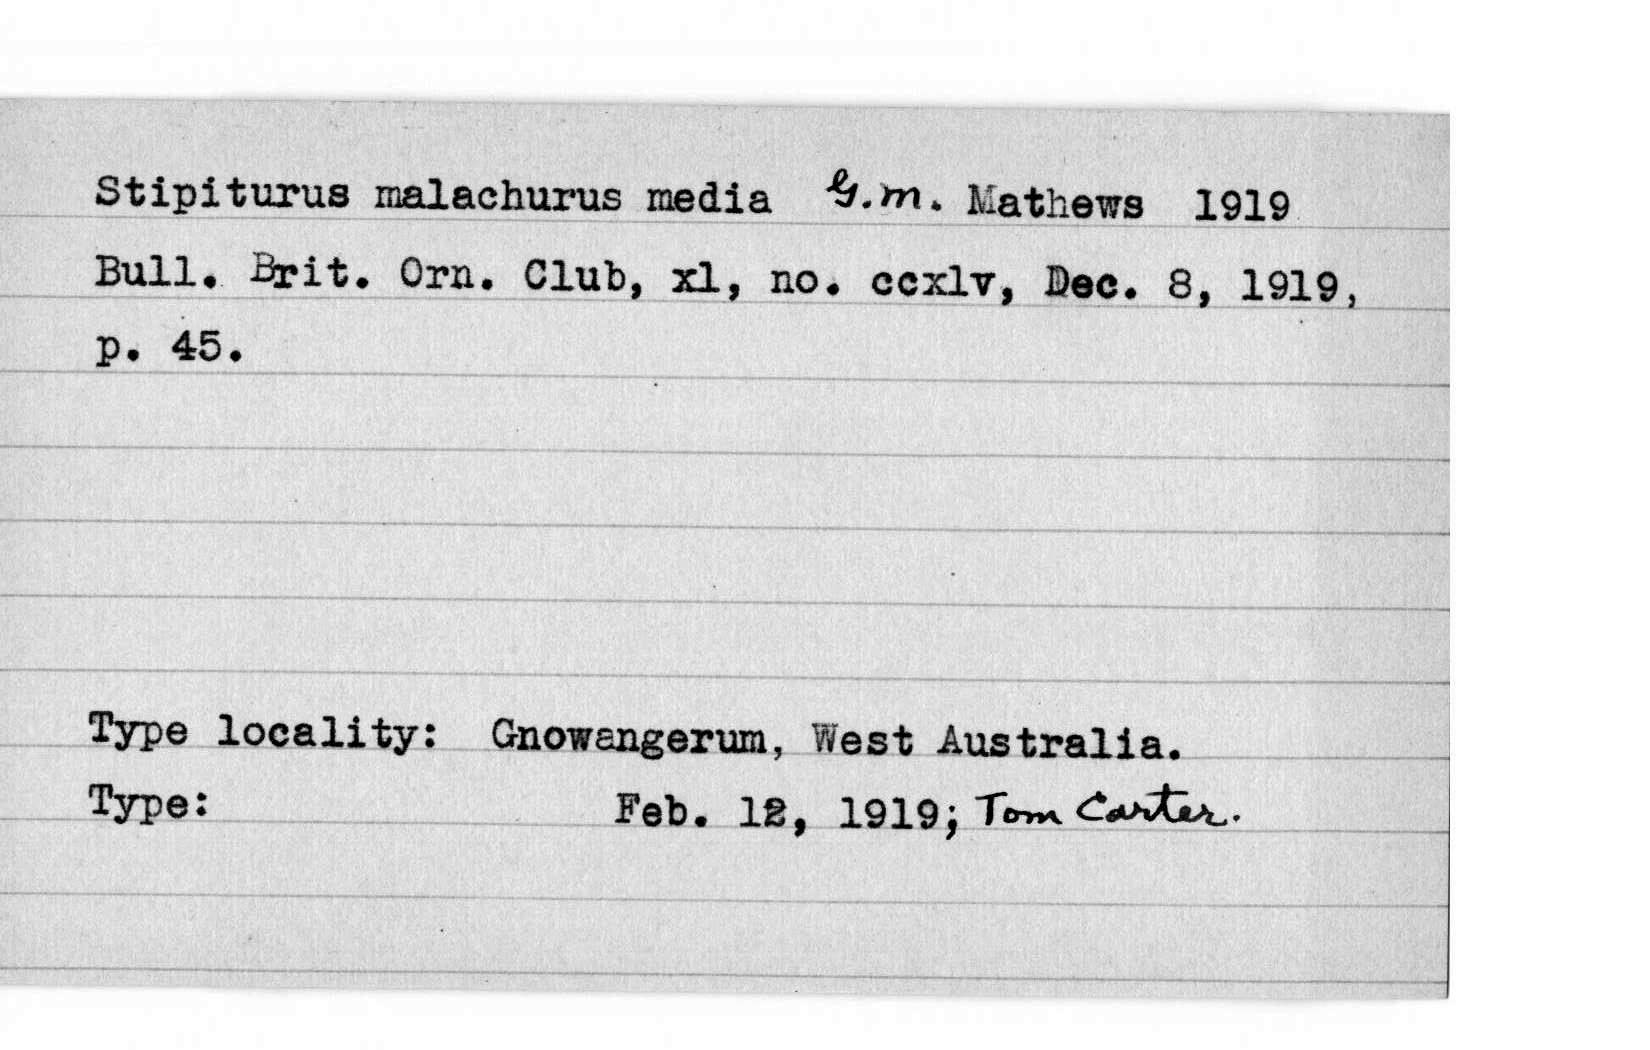 Stipiturus malachurus media G.M. Mathews 1919
Bull. Brit. Orn. Club, xl, no. ccxlv, Dec. 8, 1919,
p. 45.
Type locality: Gnowangerum, West Australia.
Type: Feb. 12, 1919; Tom Carter.